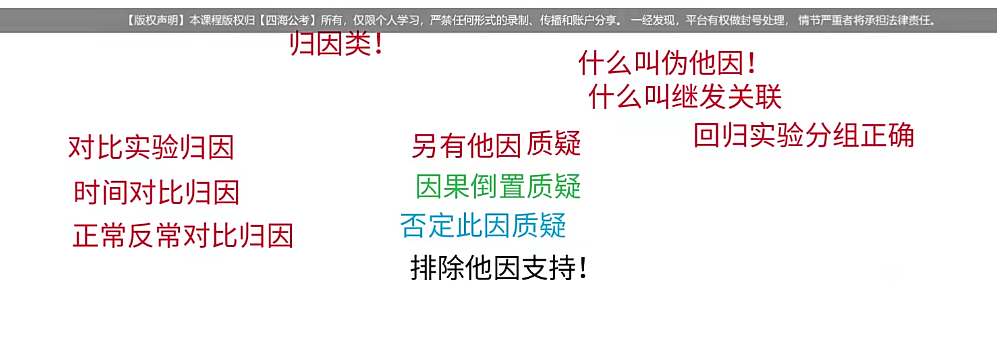 【版权声明】本课程版权归【四海公考】所有，仅限个人学习，严禁任何形式的录制、传播和账户分享。 一经发现，平台有权做封号处理， 情节严重者将承担法律责任。
归因类！
什么叫伪他因！
什么叫继发关联
对比实验归因
另有他因 质疑
回归实验分组正确
时间对比归因
因果倒置质疑
正常反常对比归因
否定此因质疑
排除他因支持！